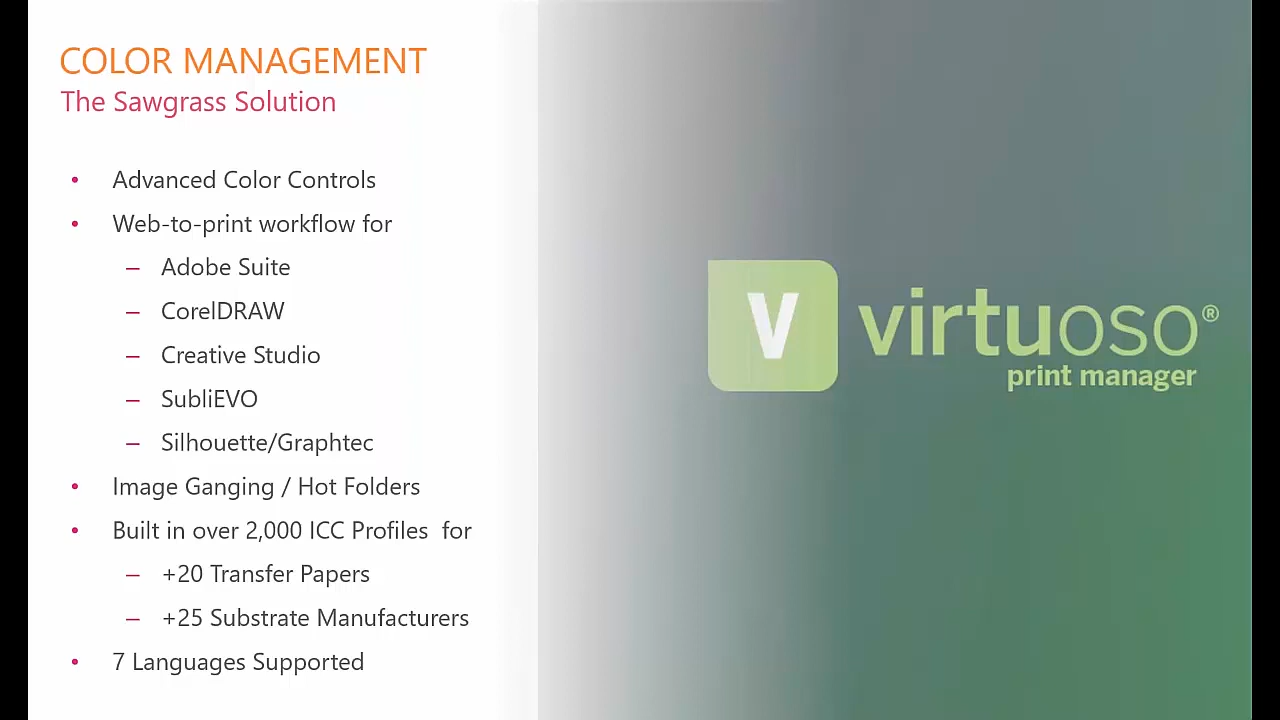 COLOR MANAGEMENT
The Sawgrass Solution
• Advanced Color Controls
• Web-to-print workflow for
– Adobe Suite
– CorelDRAW
– Creative Studio
– SubliEVO
– Silhouette/Graphtec
• Image Ganging / Hot Folders
• Built in over 2,000 ICC Profiles  for
– +20 Transfer Papers
– +25 Substrate Manufacturers
• 7 Languages Supported
V
virtuoso®
print manager